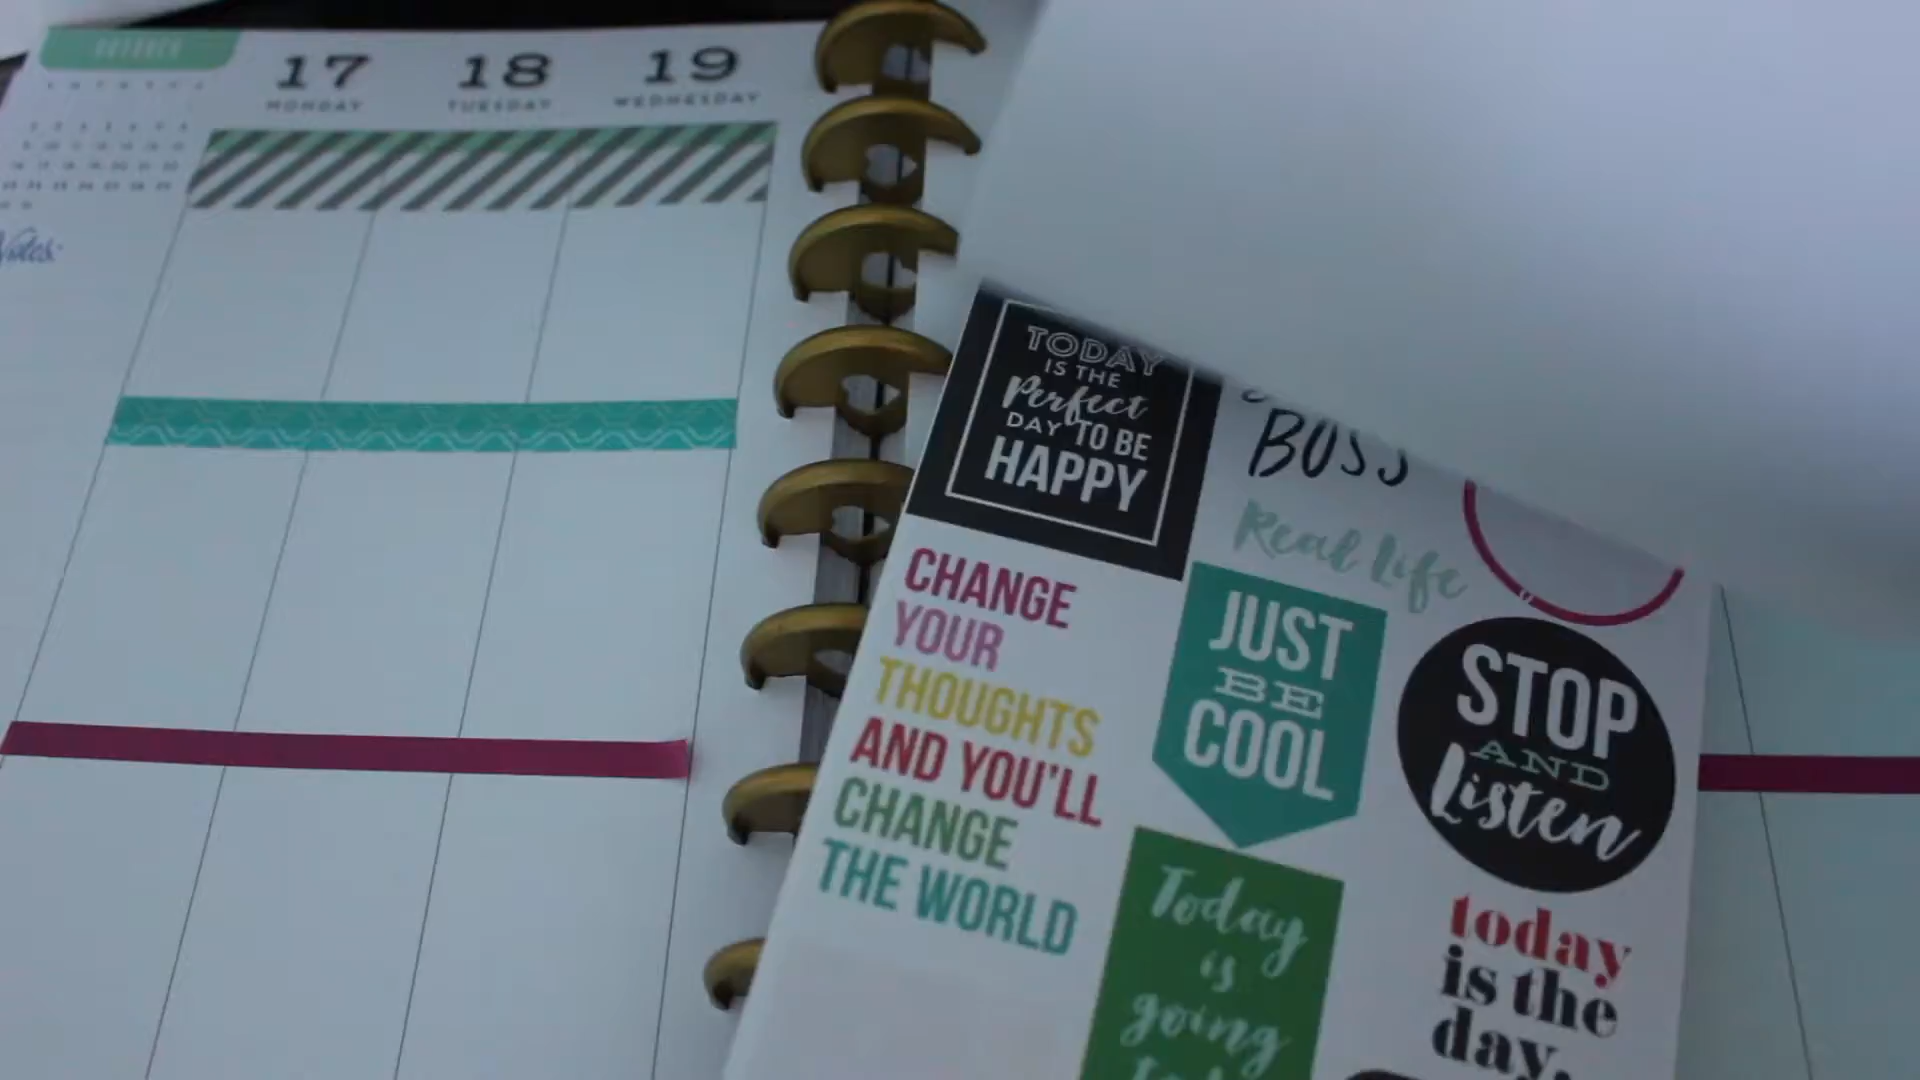 OCTOBER
17 18 19
MONDAY TUESDAY WEDNESDAY
Notes:
TODAY
IS THE
Perfect
DAY TO BE
HAPPY
BOSS
Real Life
CHANGE
YOUR
THOUGHTS
AND YOU'LL
CHANGE
THE WORLD
JUST
BE
COOL
STOP
AND
Listen
Today
is
going
today
is the
day.